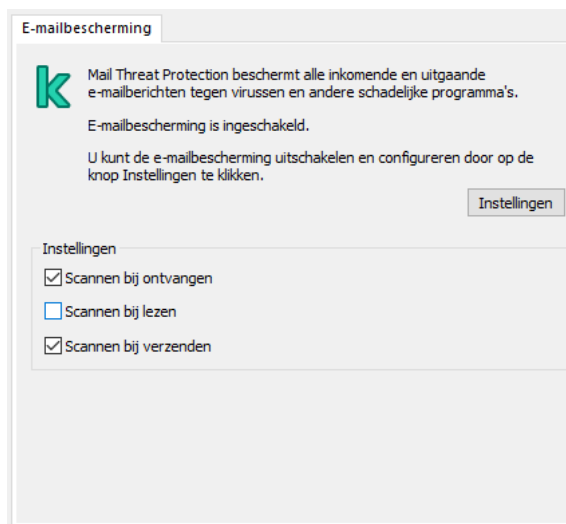 E-mailbescherming
Mail Threat Protection beschermt alle inkomende en uitgaande
e-mailberichten tegen virussen en andere schadelijke programma's.
E-mailbescherming is ingeschakeld.
U kunt de e-mailbescherming uitschakelen en configureren door op de
knop Instellingen te klikken.
Instellingen
Instellingen
Scannen bij ontvangen
Scannen bij lezen
Scannen bij verzenden